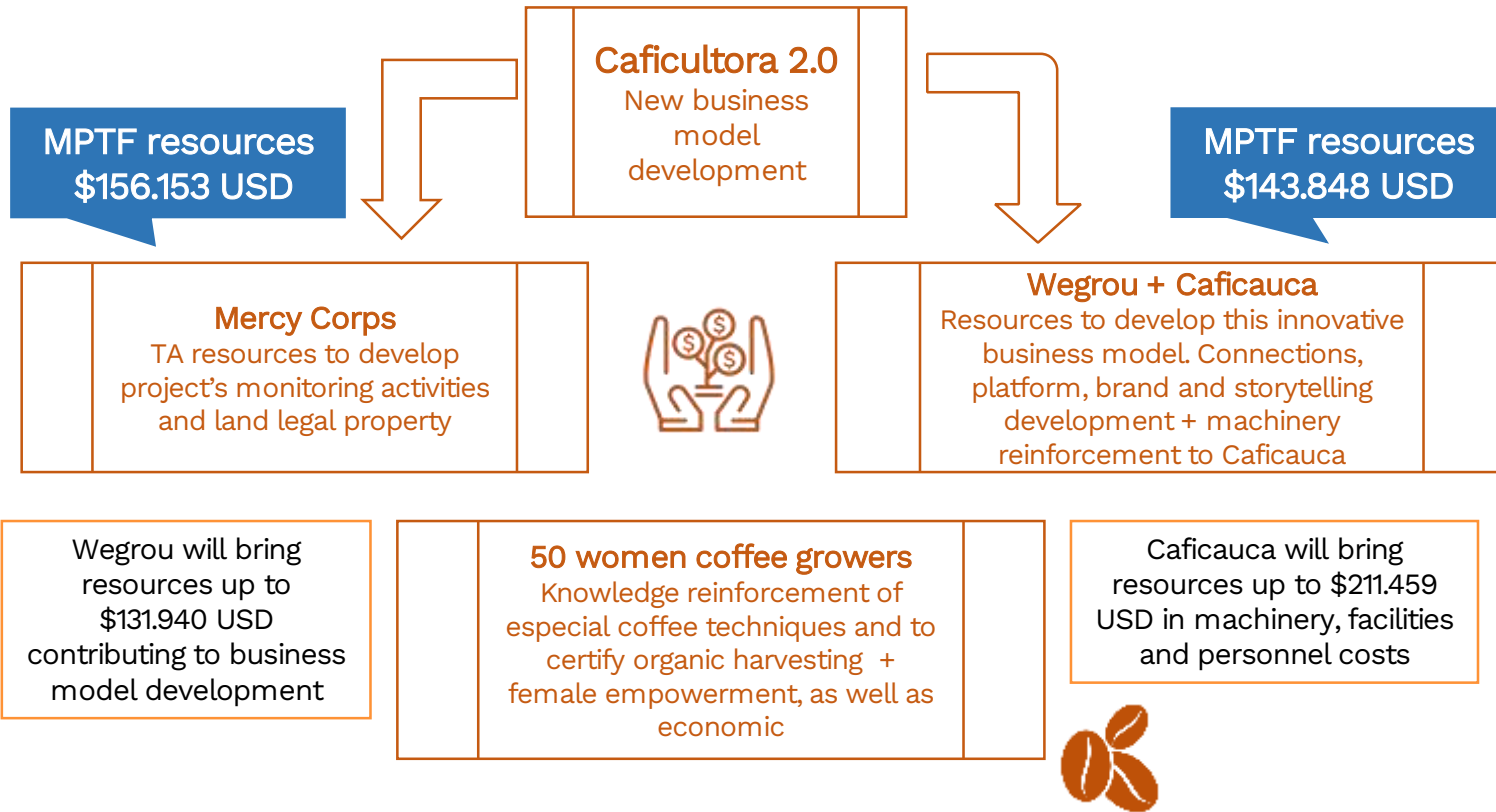 Caficultora 2.0
New business
model
development
MPTF resources
$156.153 USD
MPTF resources
$143.848 USD
Mercy Corps
TA resources to develop
project's monitoring activities
and land legal property
Wegrou + Caficauca
Resources to develop this innovative
business model. Connections,
platform, brand and storytelling
development + machinery
reinforcement to Caficauca
Wegrou will bring
resources up to
$131.940 USD
contributing to business
model development
50 women coffee growers
Knowledge reinforcement of
especial coffee techniques and to
certify organic harvesting +
female empowerment, as well as
economic
Caficauca will bring
resources up to $211.459
USD in machinery, facilities
and personnel costs